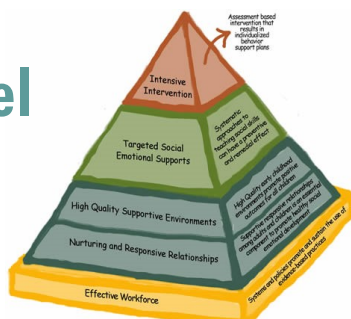 el
Assessment based
intervention that
results in
individualized
behavior
support plans
Intensive
Intervention
Targeted Social
Emotional Supports
Systematic
approaches to
teaching social skills
can have a preventive
and remedial effect
High Quality Supportive Environments
High Quality early childhood
environments promote positive
outcomes for all children
Nurturing and Responsive Relationships
Supportive responsive relationships
among adults and children is an essential
component to promote healthy social
emotional development
Effective Workforce
Systems and policies promote and sustain the use of
evidence-based practices